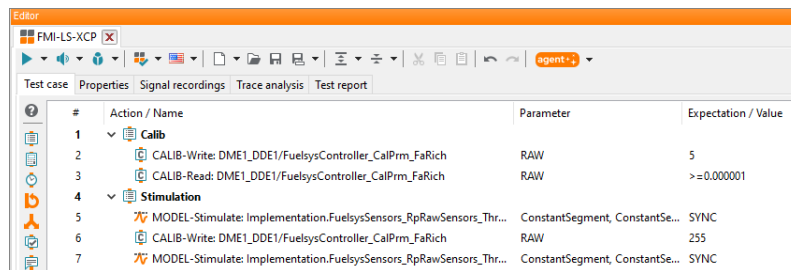 Editor
FMI-LS-XCP
agent
Test case Properties Signal recordings Trace analysis Test report
# Action / Name Parameter Expectation / Value
1 Calib
2 CALIB-Write: DME1_DDE1/FuelsysController_CalPrm_FaRich RAW 5
3 CALIB-Read: DME1_DDE1/FuelsysController_CalPrm_FaRich RAW >=0.000001
4 Stimulation
5 MODEL-Stimulate: Implementation.FuelsysSensors_RpRawSensors_Thr... ConstantSegment, ConstantSe... SYNC
6 CALIB-Write: DME1_DDE1/FuelsysController_CalPrm_FaRich RAW 255
7 MODEL-Stimulate: Implementation.FuelsysSensors_RpRawSensors_Thr... ConstantSegment, ConstantSe... SYNC